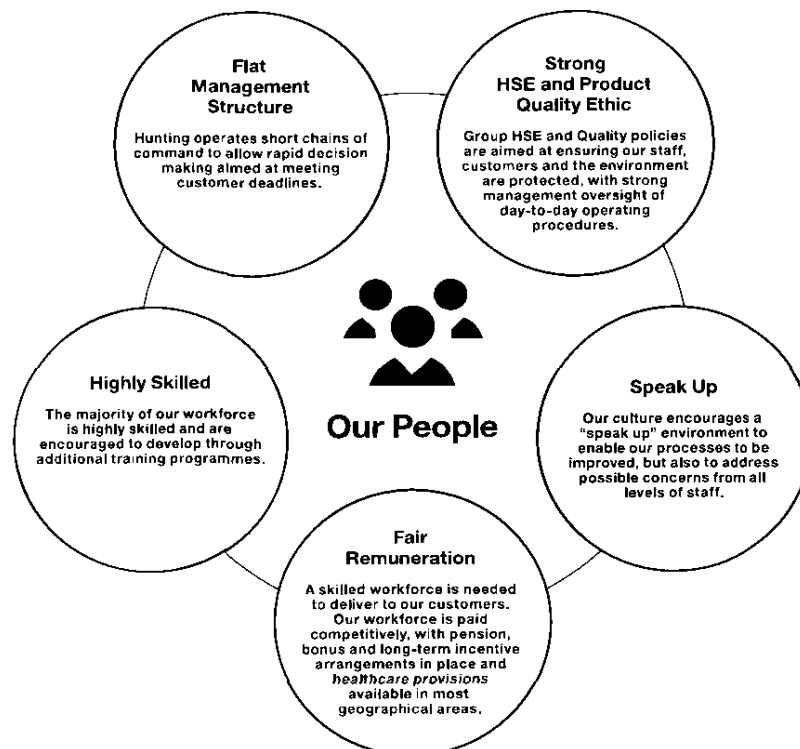 Flat
Management
Structure
Hunting operates short chains of
command to allow rapid decision
making aimed at meeting
customer deadlines.
Strong
HSE and Product
Quality Ethic
Group HSE and Quality policies
are aimed at ensuring our staff,
customers and the environment
are protected, with strong
management oversight of
day-to-day operating
procedures.
Highly Skilled
The majority of our workforce
is highly skilled and are
encouraged to develop through
additional training programmes.
Our People
Speak Up
Our culture encourages a
“speak up” environment to
enable our processes to be
improved, but also to address
possible concerns from all
levels of staff.
Fair
Remuneration
A skilled workforce is needed
to deliver to our customers.
Our workforce is paid
competitively, with pension,
bonus and long-term incentive
arrangements in place and
healthcare provisions
available in most
geographical areas.